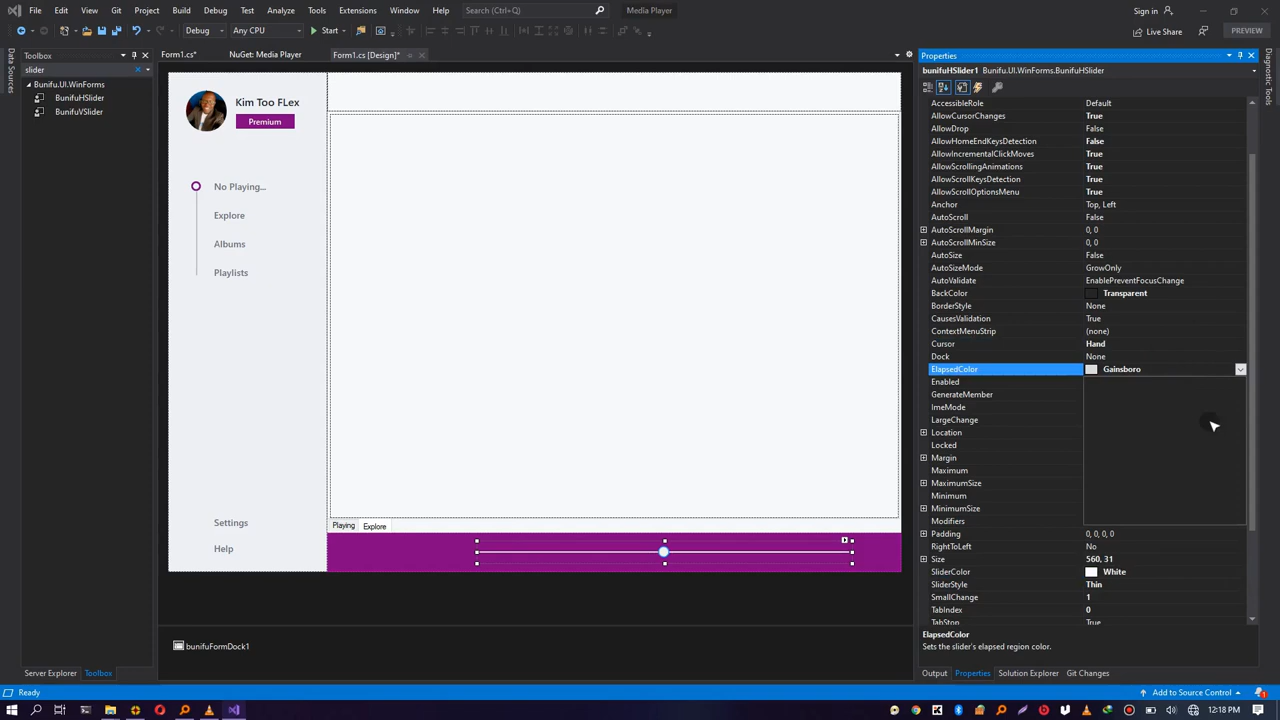 File Edit View Git Project Build Debug Test Analyze Tools Extensions Window Help Search (Ctrl+Q) Media Player Sign in
Debug Any CPU Start Live Share PREVIEW
Data Sources
Toolbox
slider
Bunifu.UI.WinForms
BunifuHSlider
BunifuVSlider
Server Explorer Toolbox
Form1.cs* NuGet: Media Player Form1.cs [Design]*
Kim Too FLex
Premium
No Playing...
Explore
Albums
Playlists
Settings
Help
Playing Explore
bunifuFormDock1
Properties
bunifuHSlider1 Bunifu.UI.WinForms.BunifuHSlider
AccessibleRole Default
AllowCursorChanges True
AllowDrop False
AllowHomeEndKeysDetection False
AllowIncrementalClickMoves True
AllowScrollingAnimations True
AllowScrollKeysDetection True
AllowScrollOptionsMenu True
Anchor Top, Left
AutoScroll False
AutoScrollMargin 0, 0
AutoScrollMinSize 0, 0
AutoSize False
AutoSizeMode GrowOnly
AutoValidate EnablePreventFocusChange
BackColor Transparent
BorderStyle None
CausesValidation True
ContextMenuStrip (none)
Cursor Hand
Dock None
ElapsedColor Gainsboro
Enabled
GenerateMember
ImeMode
LargeChange
Location
Locked
Margin
Maximum
MaximumSize
Minimum
MinimumSize
Modifiers
Padding 0, 0, 0, 0
RightToLeft No
Size 560, 31
SliderColor White
SliderStyle Thin
SmallChange 1
TabIndex 0
TabStop True
ElapsedColor
Sets the slider's elapsed region color.
Output Properties Solution Explorer Git Changes
Diagnostic Tools
Ready Add to Source Control 1
12:18 PM